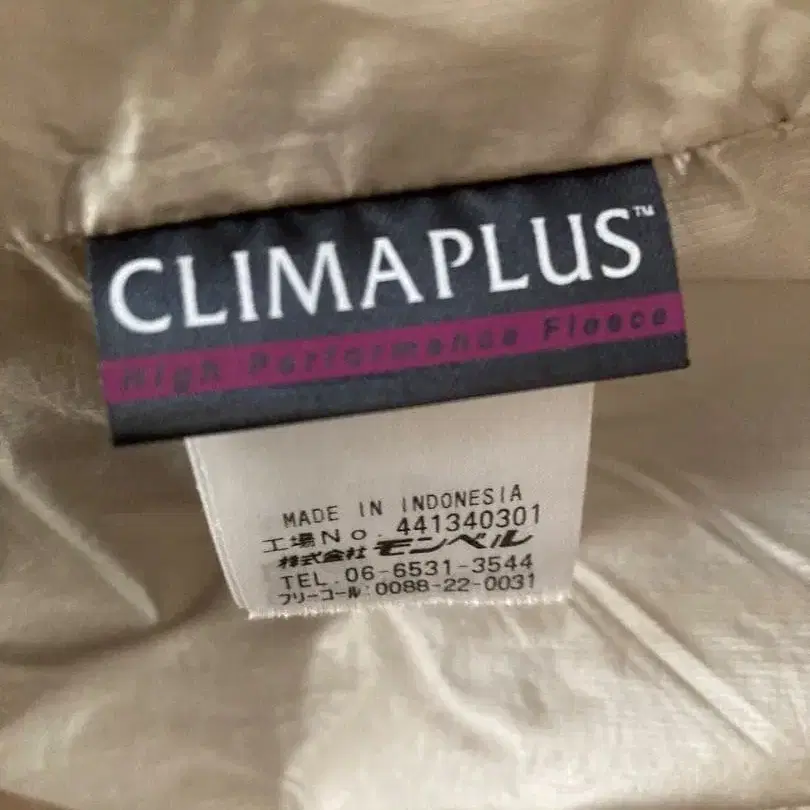 CLIMAPLUS™
High Performance Fleece
MADE IN INDONESIA
工場No 441340301
株式会社 モンベル
TEL.06-6531-3544
フリーコール:0088-22-0031